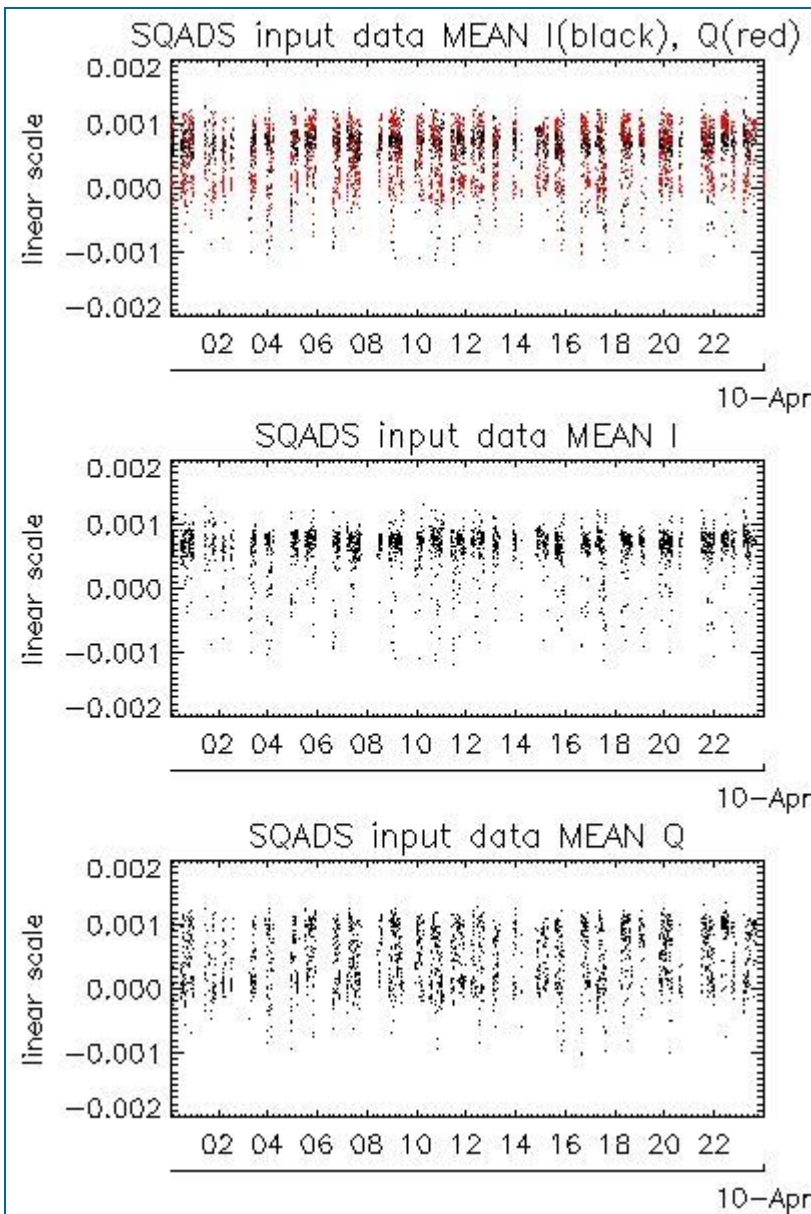 SQADS input data MEAN I(black), Q(red)
0.002
0.001
0.000
-0.001
-0.002
linear scale
02 04 06 08 10 12 14 16 18 20 22
10-Apr
SQADS input data MEAN I
0.002
0.001
0.000
-0.001
-0.002
linear scale
02 04 06 08 10 12 14 16 18 20 22
10-Apr
SQADS input data MEAN Q
0.002
0.001
0.000
-0.001
-0.002
linear scale
02 04 06 08 10 12 14 16 18 20 22
10-Apr